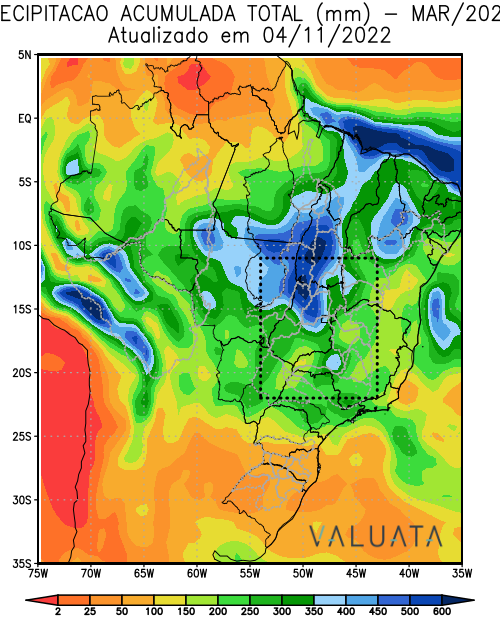 ECIPITACAO ACUMULADA TOTAL (mm) – MAR/202
Atualizado em 04/11/2022
5N
EQ
5S
10S
15S
20S
25S
30S
35S
VALUATA
75W 70W 65W 60W 55W 50W 45W 40W 35W
2 25 50 100 150 200 250 300 350 400 450 500 600